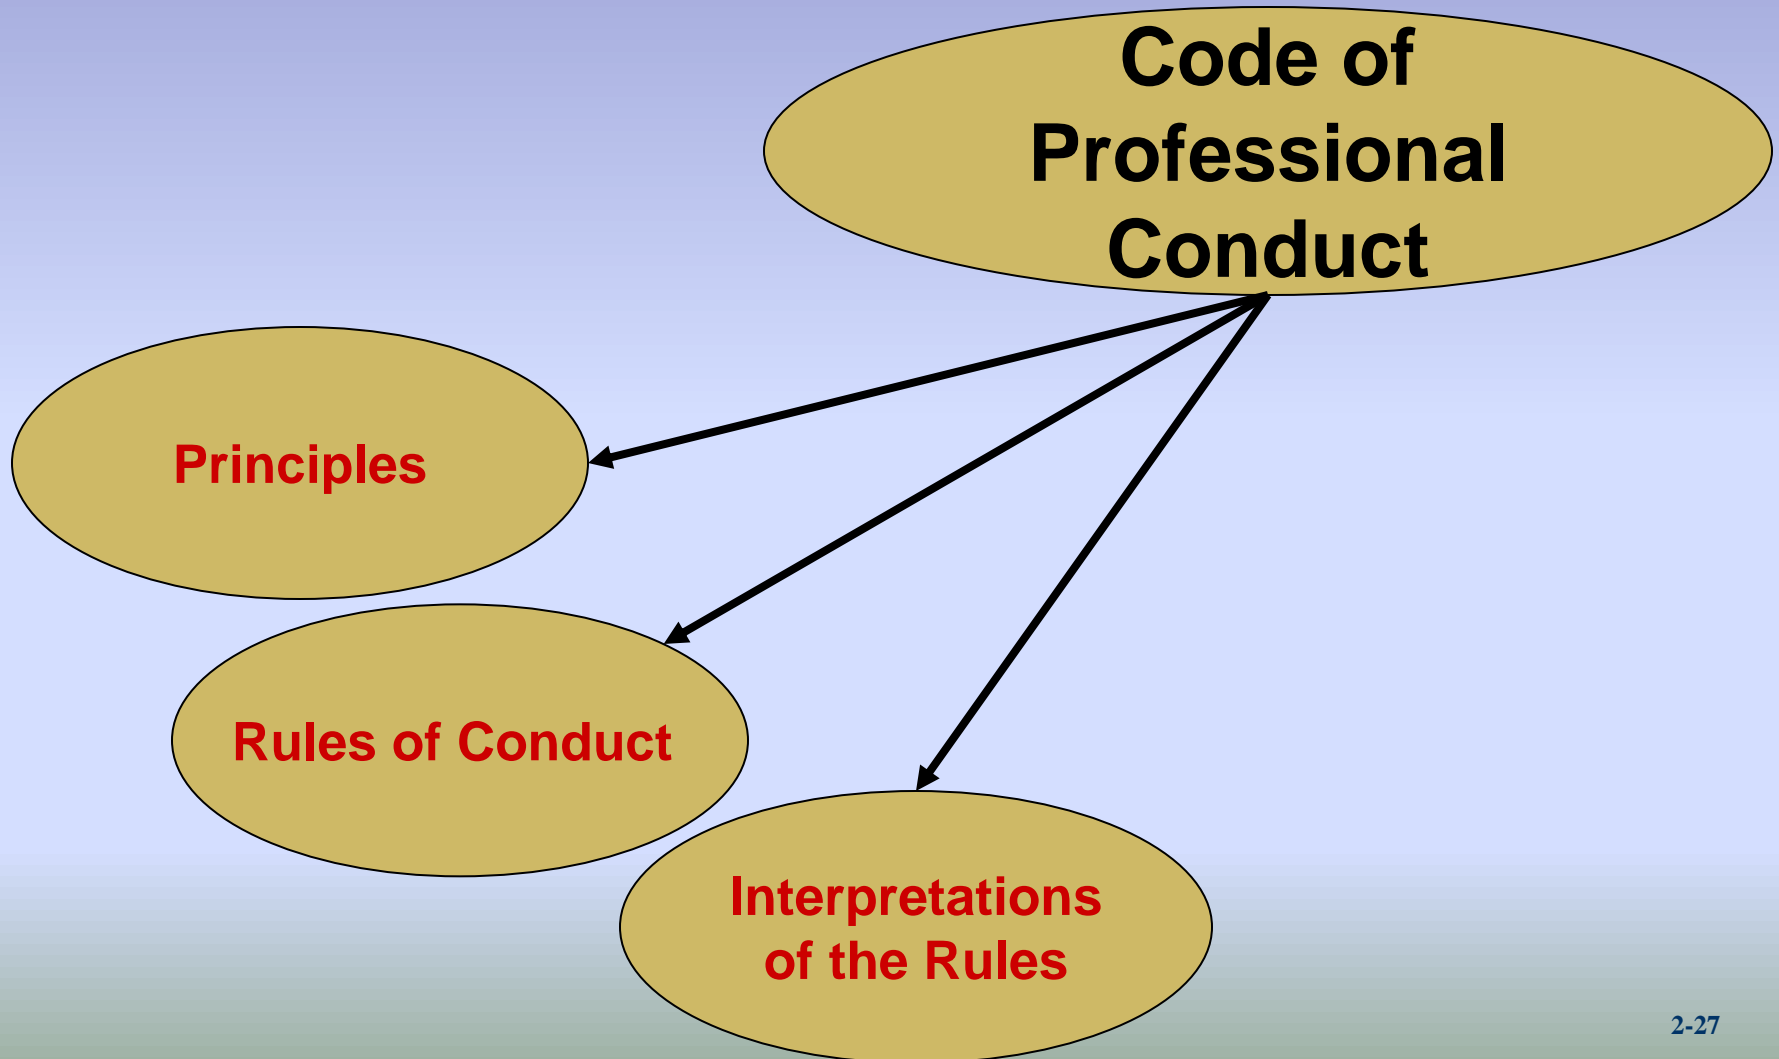 Code of
Professional
Conduct
Principles
Rules of Conduct
Interpretations
of the Rules
2-27